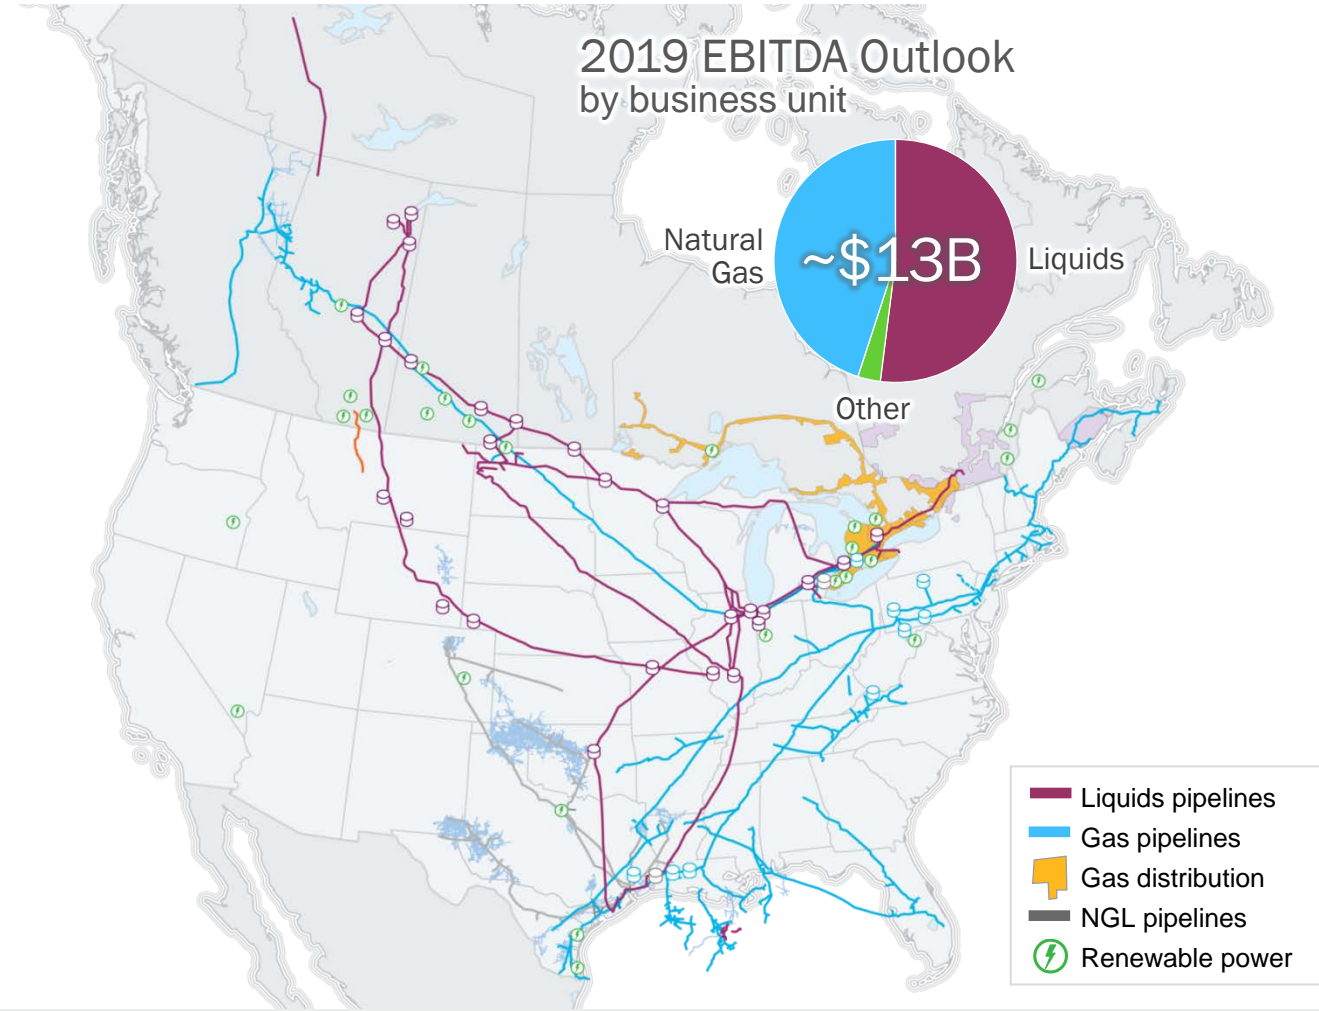 2019 EBITDA Outlook
by business unit
Natural
Gas
~$13B
Liquids
Other
Liquids pipelines
Gas pipelines
Gas distribution
NGL pipelines
Renewable power